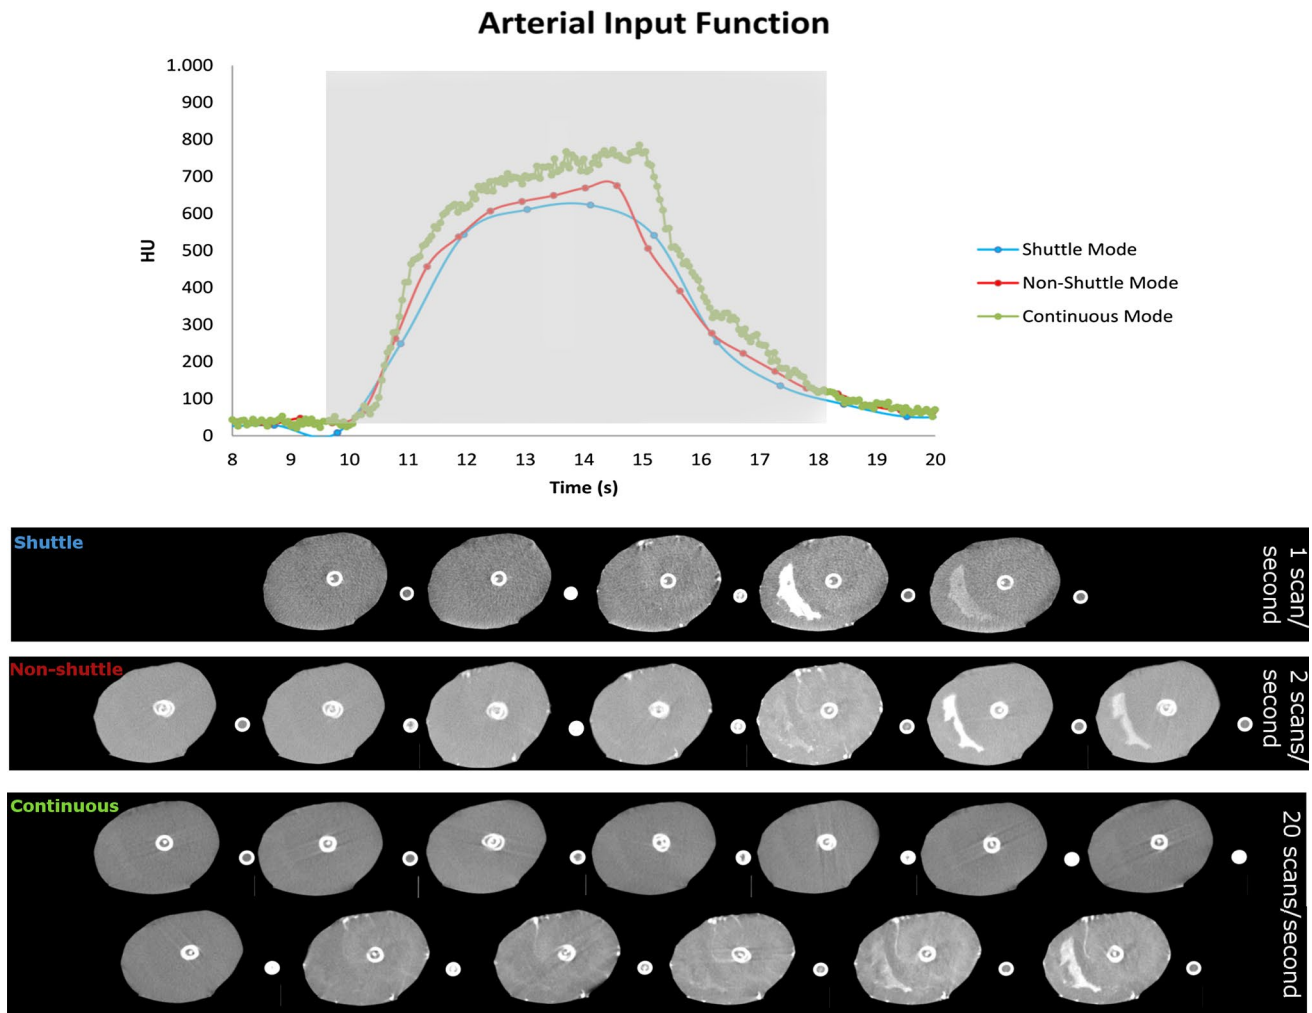 Arterial Input Function
1.000
900
800
700
600
500
400
300
200
100
0
HU
8 9 10 11 12 13 14 15 16 17 18 19 20
Time (s)
Shuttle Mode
Non-Shuttle Mode
Continuous Mode
Shuttle
1 scan/
second
Non-shuttle
2 scans/
second
Continuous
20 scans/second